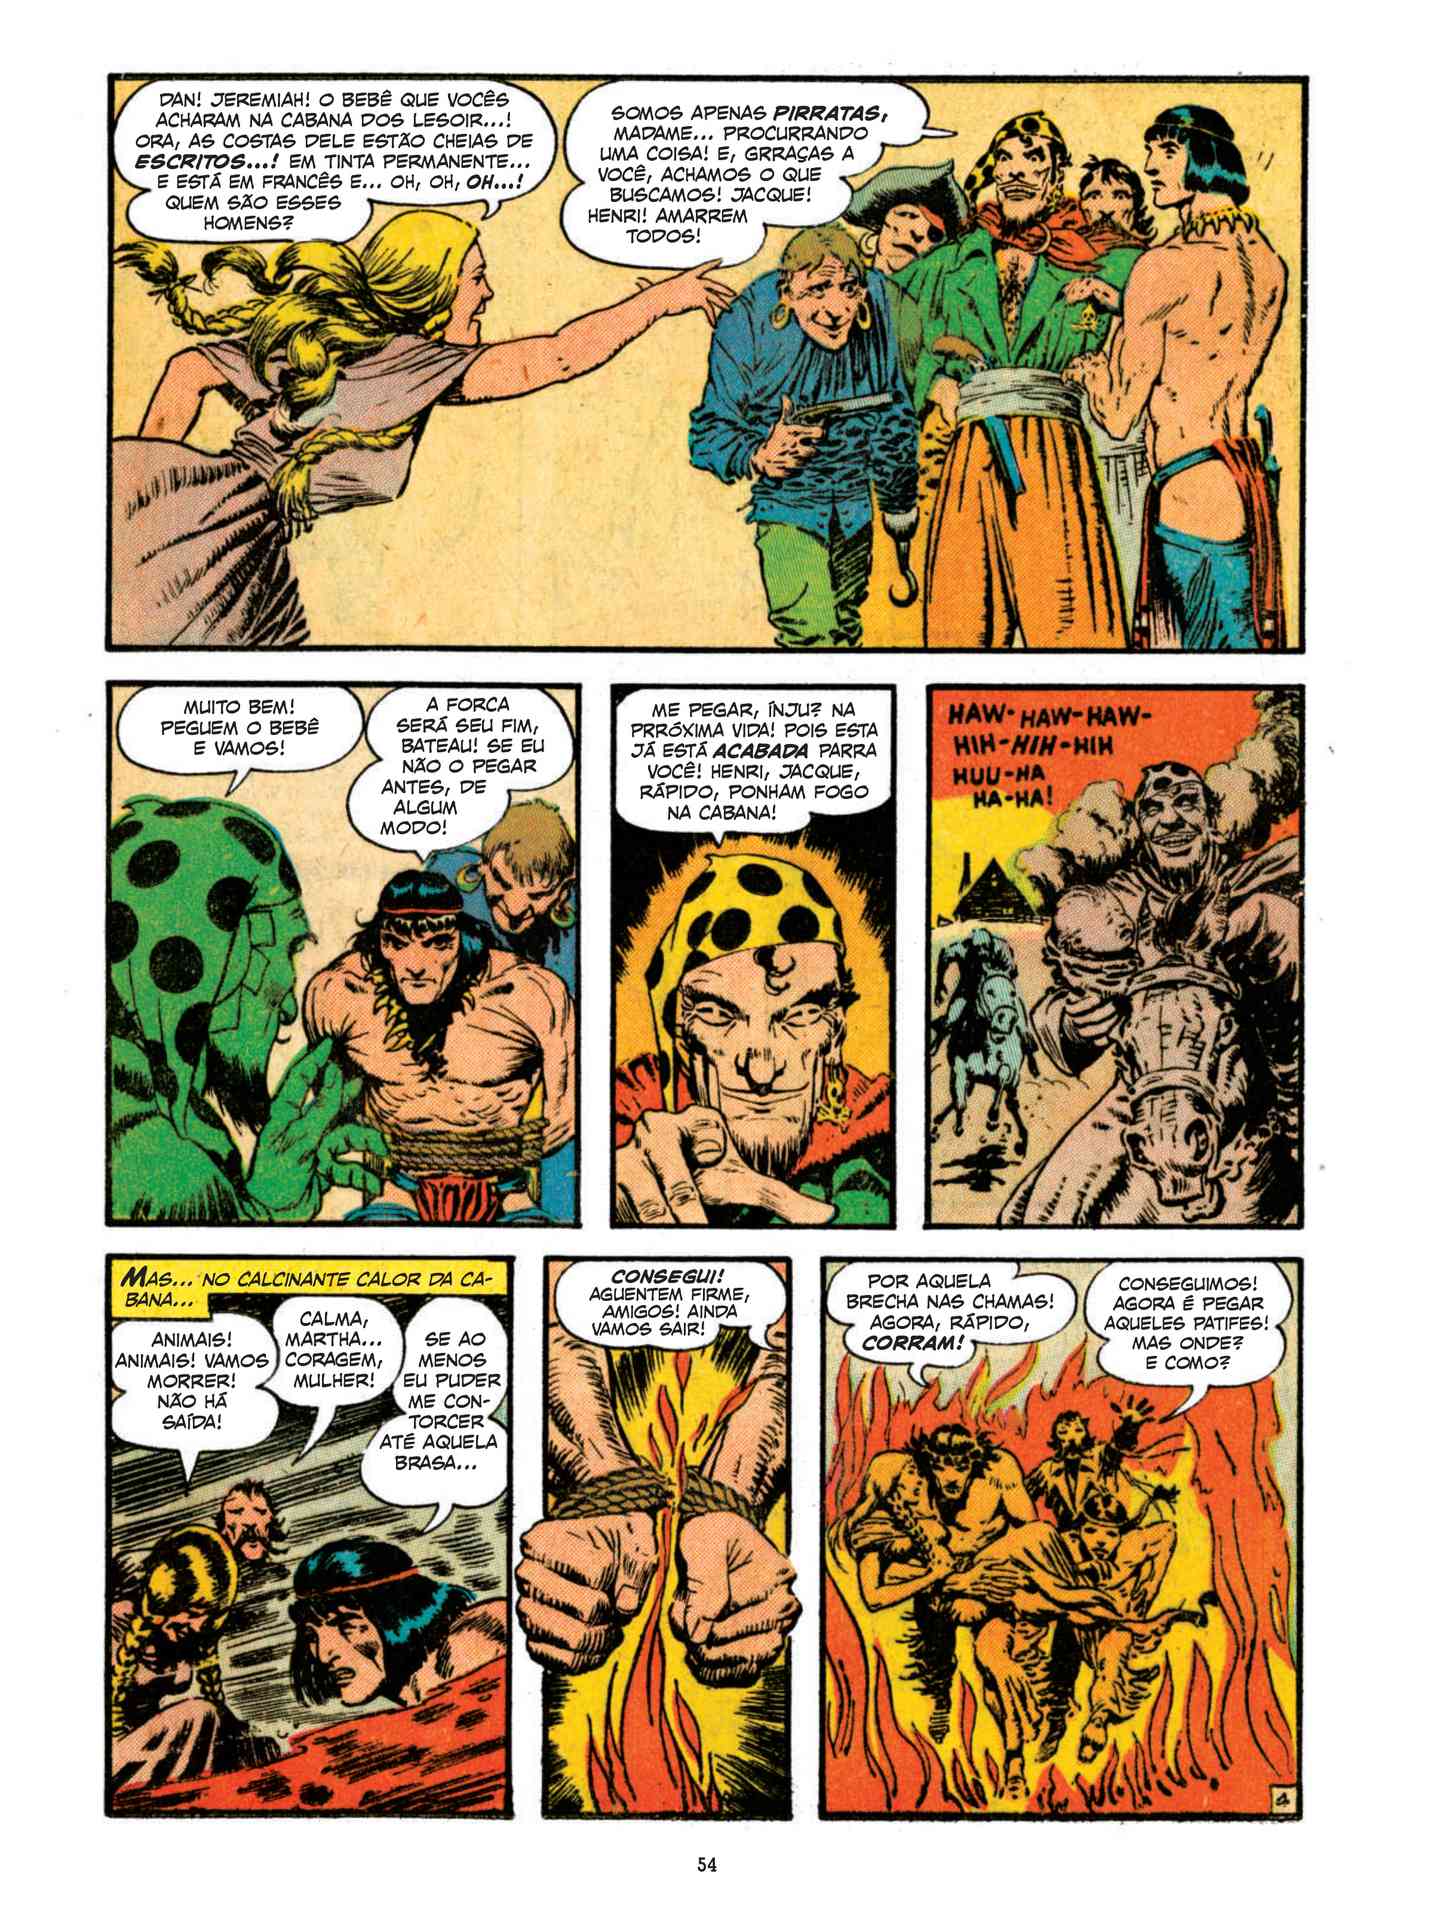 DAN! JEREMIAH! O BEBÊ QUE VOCÊS
ACHARAM NA CABANA DOS LESOIR...!
ORA, AS COSTAS DELE ESTÃO CHEIAS DE
ESCRITOS...! EM TINTA PERMANENTE...
E ESTÁ EM FRANCÊS E... OH, OH, OH...!
QUEM SÃO ESSES
HOMENS?
SOMOS APENAS PIRRATAS,
MADAME... PROCURRANDO
UMA COISA! E, GRRAÇAS A
VOCÊ, ACHAMOS O QUE
BUSCAMOS! JACQUE!
HENRI! AMARREM
TODOS!
MUITO BEM!
PEGUEM O BEBÊ
E VAMOS!
A FORCA
SERÁ SEU FIM,
BATEAU! SE EU
NÃO O PEGAR
ANTES, DE
ALGUM
MODO!
ME PEGAR, ÍNJU? NA
PRRÓXIMA VIDA! POIS ESTA
JÁ ESTÁ ACABADA PARRA
VOCÊ! HENRI, JACQUE,
RÁPIDO, PONHAM FOGO
NA CABANA!
HAW-HAW-HAW-
HIH-HIH-HIH
HUU-HA
HA-HA!
MAS... NO CALCINANTE CALOR DA CA-
BANA...
ANIMAIS!
ANIMAIS! VAMOS
MORRER!
NÃO HÁ
SAÍDA!
CALMA,
MARTHA...
CORAGEM,
MULHER!
SE AO
MENOS
EU PUDER
ME CON-
TORCER
ATÉ AQUELA
BRASA...
CONSEGUI!
AGUENTEM FIRME,
AMIGOS! AINDA
VAMOS SAIR!
POR AQUELA
BRECHA NAS CHAMAS!
AGORA, RÁPIDO,
CORRAM!
CONSEGUIMOS!
AGORA É PEGAR
AQUELES PATIFES!
MAS ONDE?
E COMO?
4
54